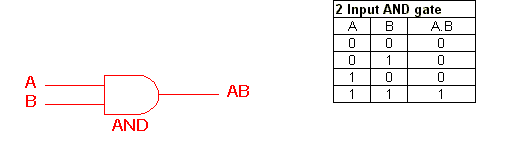 A
B
AB
AND
2 Input AND gate
A B A.B
0 0 0
0 1 0
1 0 0
1 1 1